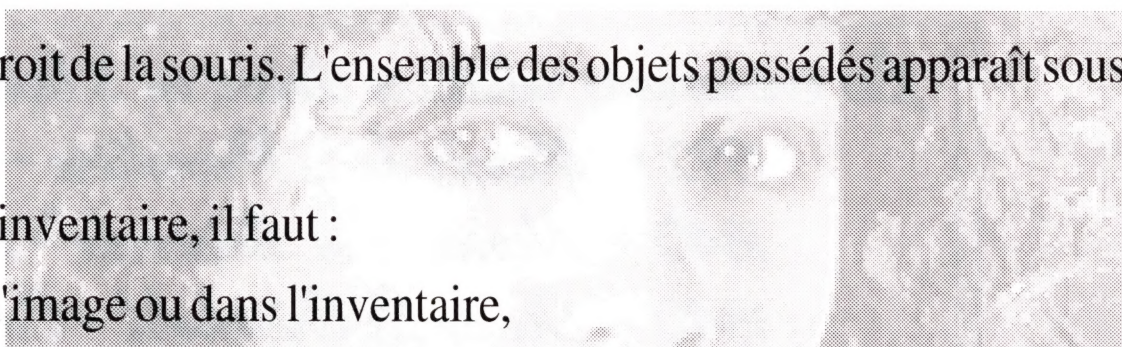 roit de la souris. L'ensemble des objets possédés apparaît sous
inventaire, il faut :
'image ou dans l'inventaire,